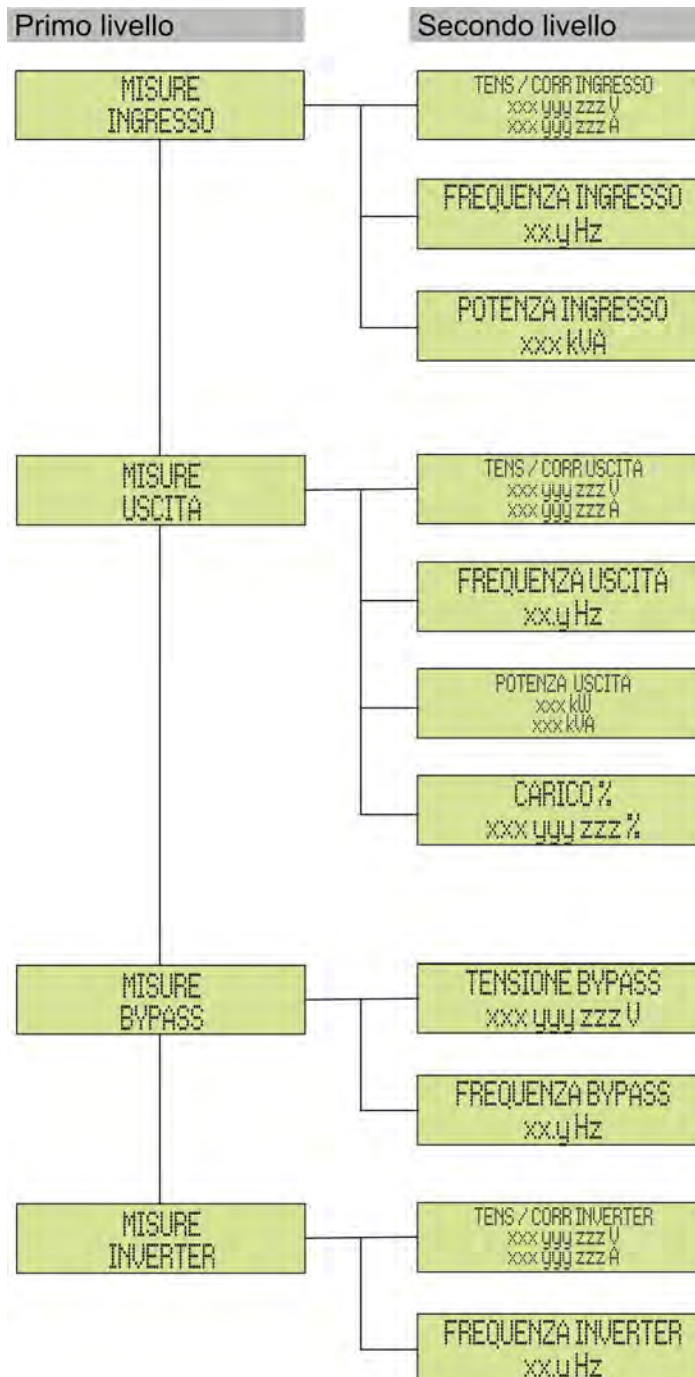 Primo livello
Secondo livello
MISURE
INGRESSO
TENS / CORR INGRESSO
xxx yyy zzz V
xxx yyy zzz A
FREQUENZA INGRESSO
xx.y Hz
POTENZA INGRESSO
xxx kVA
MISURE
USCITA
TENS / CORR USCITA
xxx yyy zzz V
xxx yyy zzz A
FREQUENZA USCITA
xx.y Hz
POTENZA USCITA
xxx kW
xxx kVA
CARICO %
xxx yyy zzz %
MISURE
BYPASS
TENSIONE BYPASS
xxx yyy zzz V
FREQUENZA BYPASS
xx.y Hz
MISURE
INVERTER
TENS / CORR INVERTER
xxx yyy zzz V
xxx yyy zzz A
FREQUENZA INVERTER
xx.y Hz